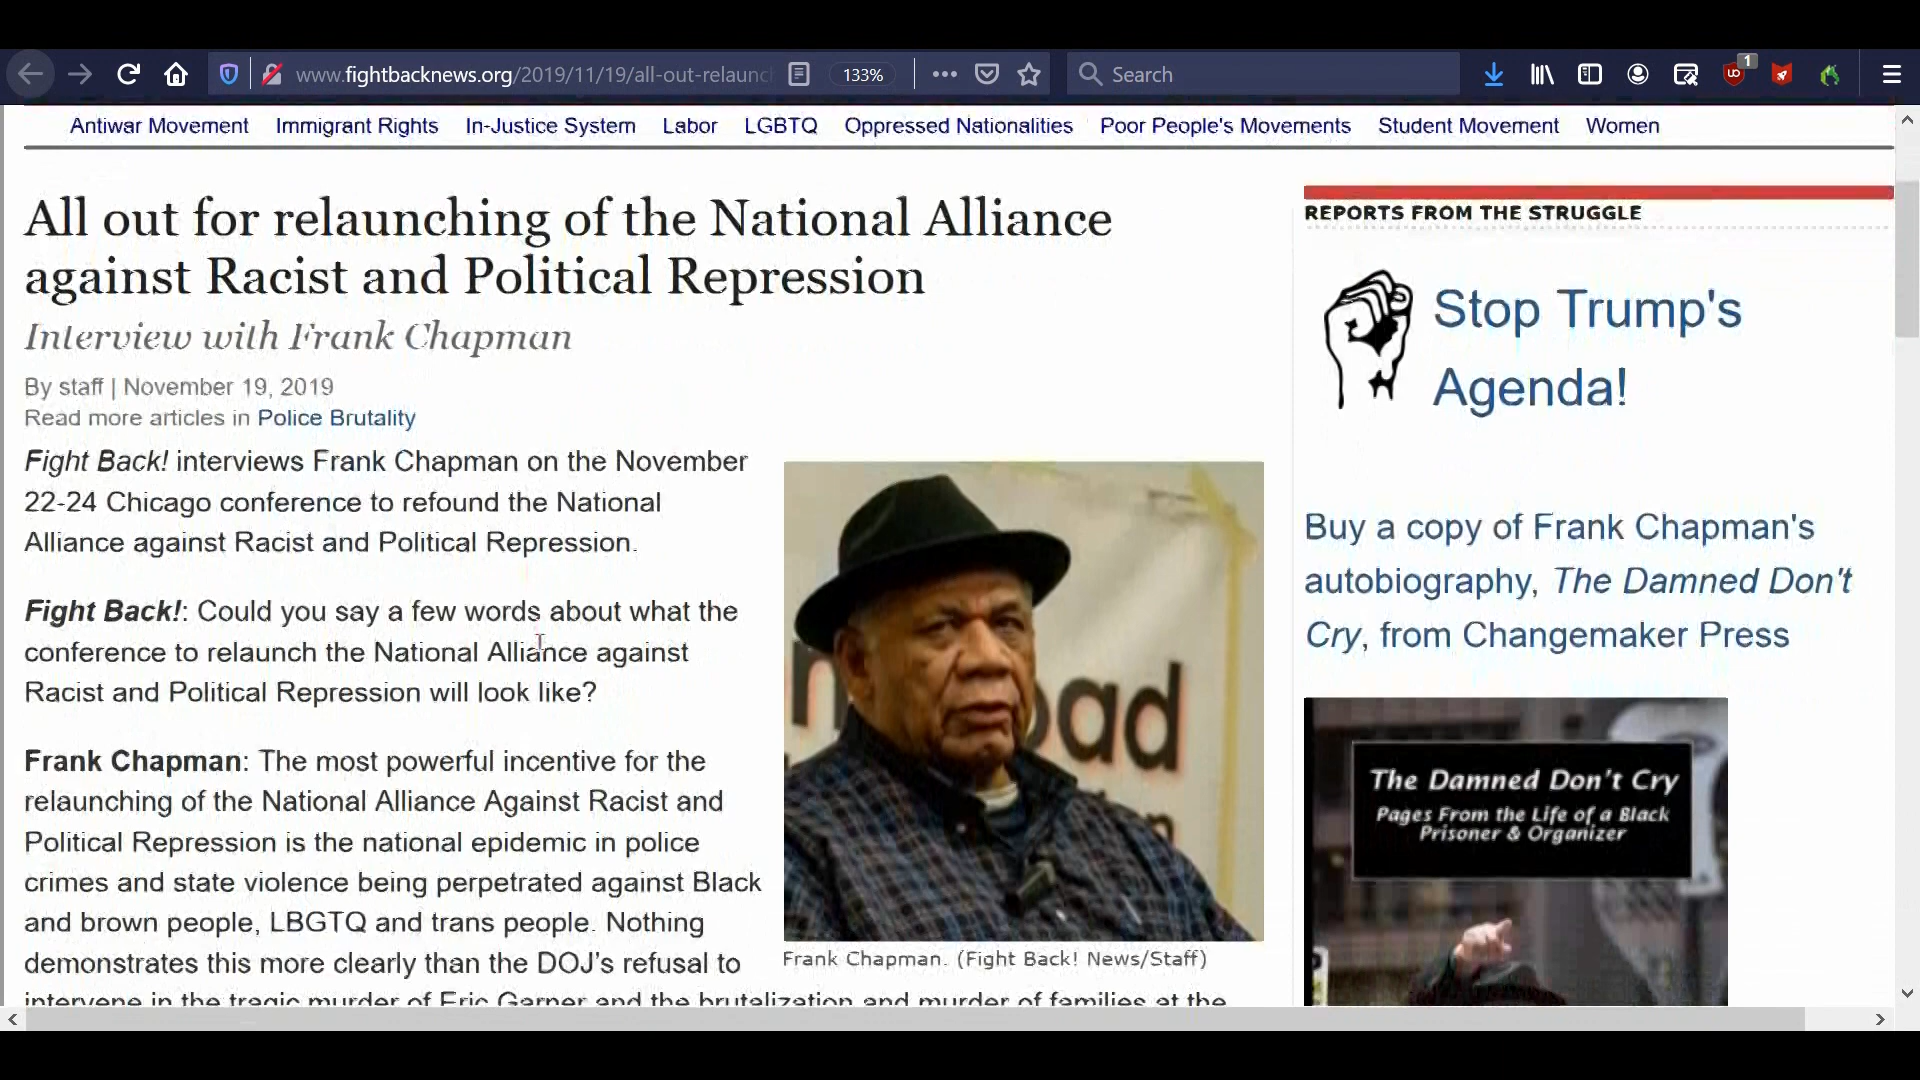 www.fightbacknews.org/2019/11/19/all-out-relaunc
133%
Search
1
Antiwar Movement Immigrant Rights In-Justice System Labor LGBTQ Oppressed Nationalities Poor People's Movements Student Movement Women
All out for relaunching of the National Alliance
against Racist and Political Repression
Interview with Frank Chapman
By staff | November 19, 2019
Read more articles in Police Brutality
Fight Back! interviews Frank Chapman on the November
22-24 Chicago conference to refound the National
Alliance against Racist and Political Repression.
Fight Back!: Could you say a few words about what the
conference to relaunch the National Alliance against
Racist and Political Repression will look like?
Frank Chapman: The most powerful incentive for the
relaunching of the National Alliance Against Racist and
Political Repression is the national epidemic in police
crimes and state violence being perpetrated against Black
and brown people, LBGTQ and trans people. Nothing
demonstrates this more clearly than the DOJ's refusal to
intervene in the tragic murder of Eric Garner and the brutalization and murder of families at the
Frank Chapman. (Fight Back! News/Staff)
REPORTS FROM THE STRUGGLE
Stop Trump's
Agenda!
Buy a copy of Frank Chapman's
autobiography, The Damned Don't
Cry, from Changemaker Press
The Damned Don't Cry
Pages From the Life of a Black
Prisoner & Organizer